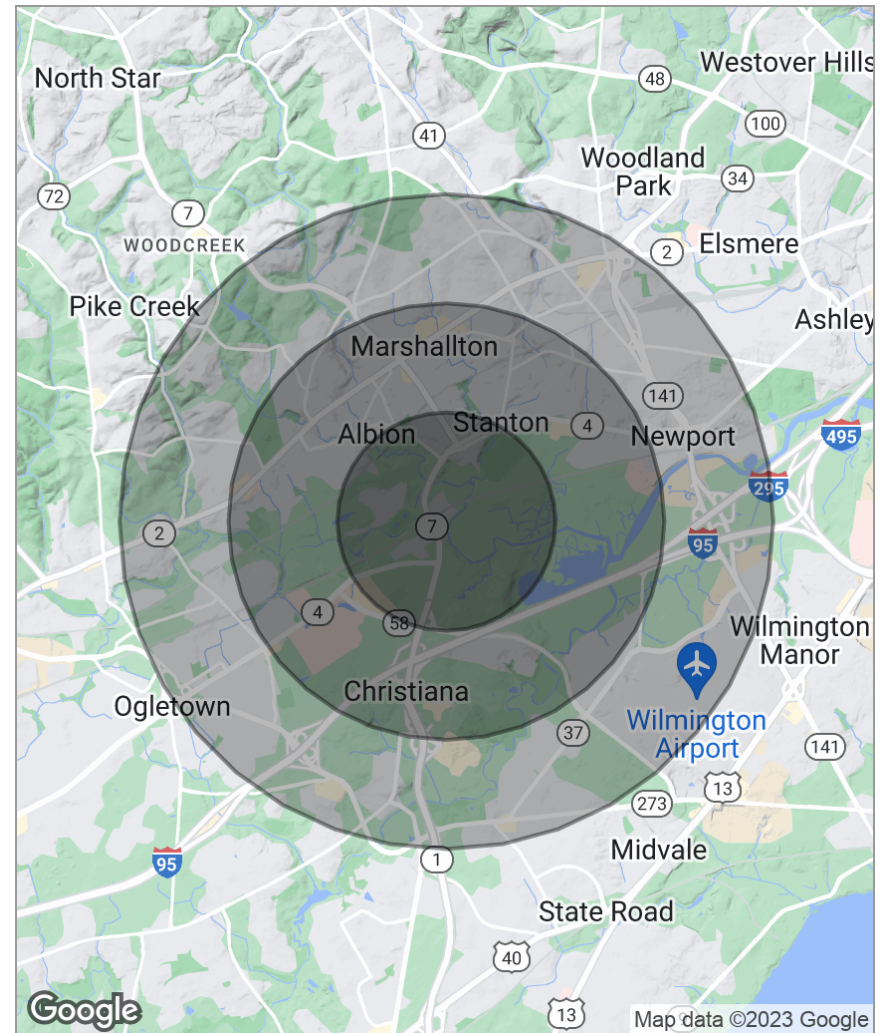 North Star
Westover Hills
48
100
41
Woodland
Park
34
72
7
WOODCREEK
2
Elsmere
Pike Creek
Ashley
Marshallton
141
Albion
Stanton
4
Newport
495
295
2
7
95
4
58
Wilmington
Manor
Christiana
Ogletown
Wilmington
Airport
37
141
13
273
1
95
Midvale
State Road
40
13
Google
Map data ©2023 Google